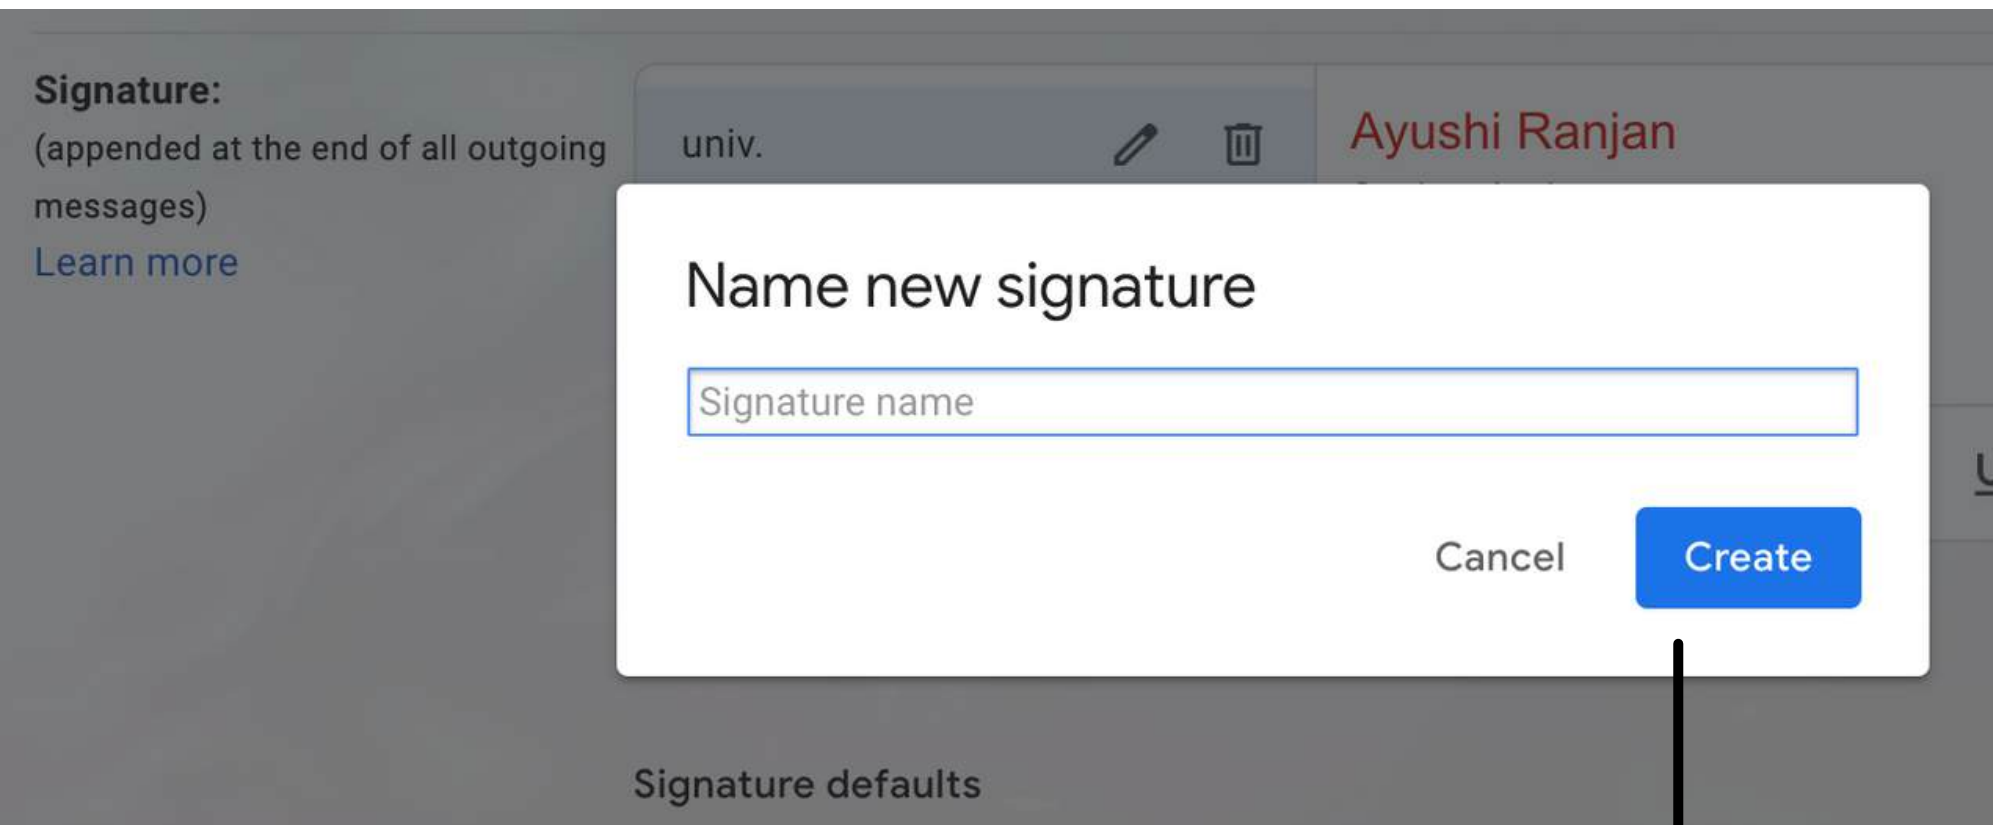 Signature:
(appended at the end of all outgoing
messages)
Learn more
univ.
Ayushi Ranjan
Name new signature
Signature name
Cancel
Create
Signature defaults